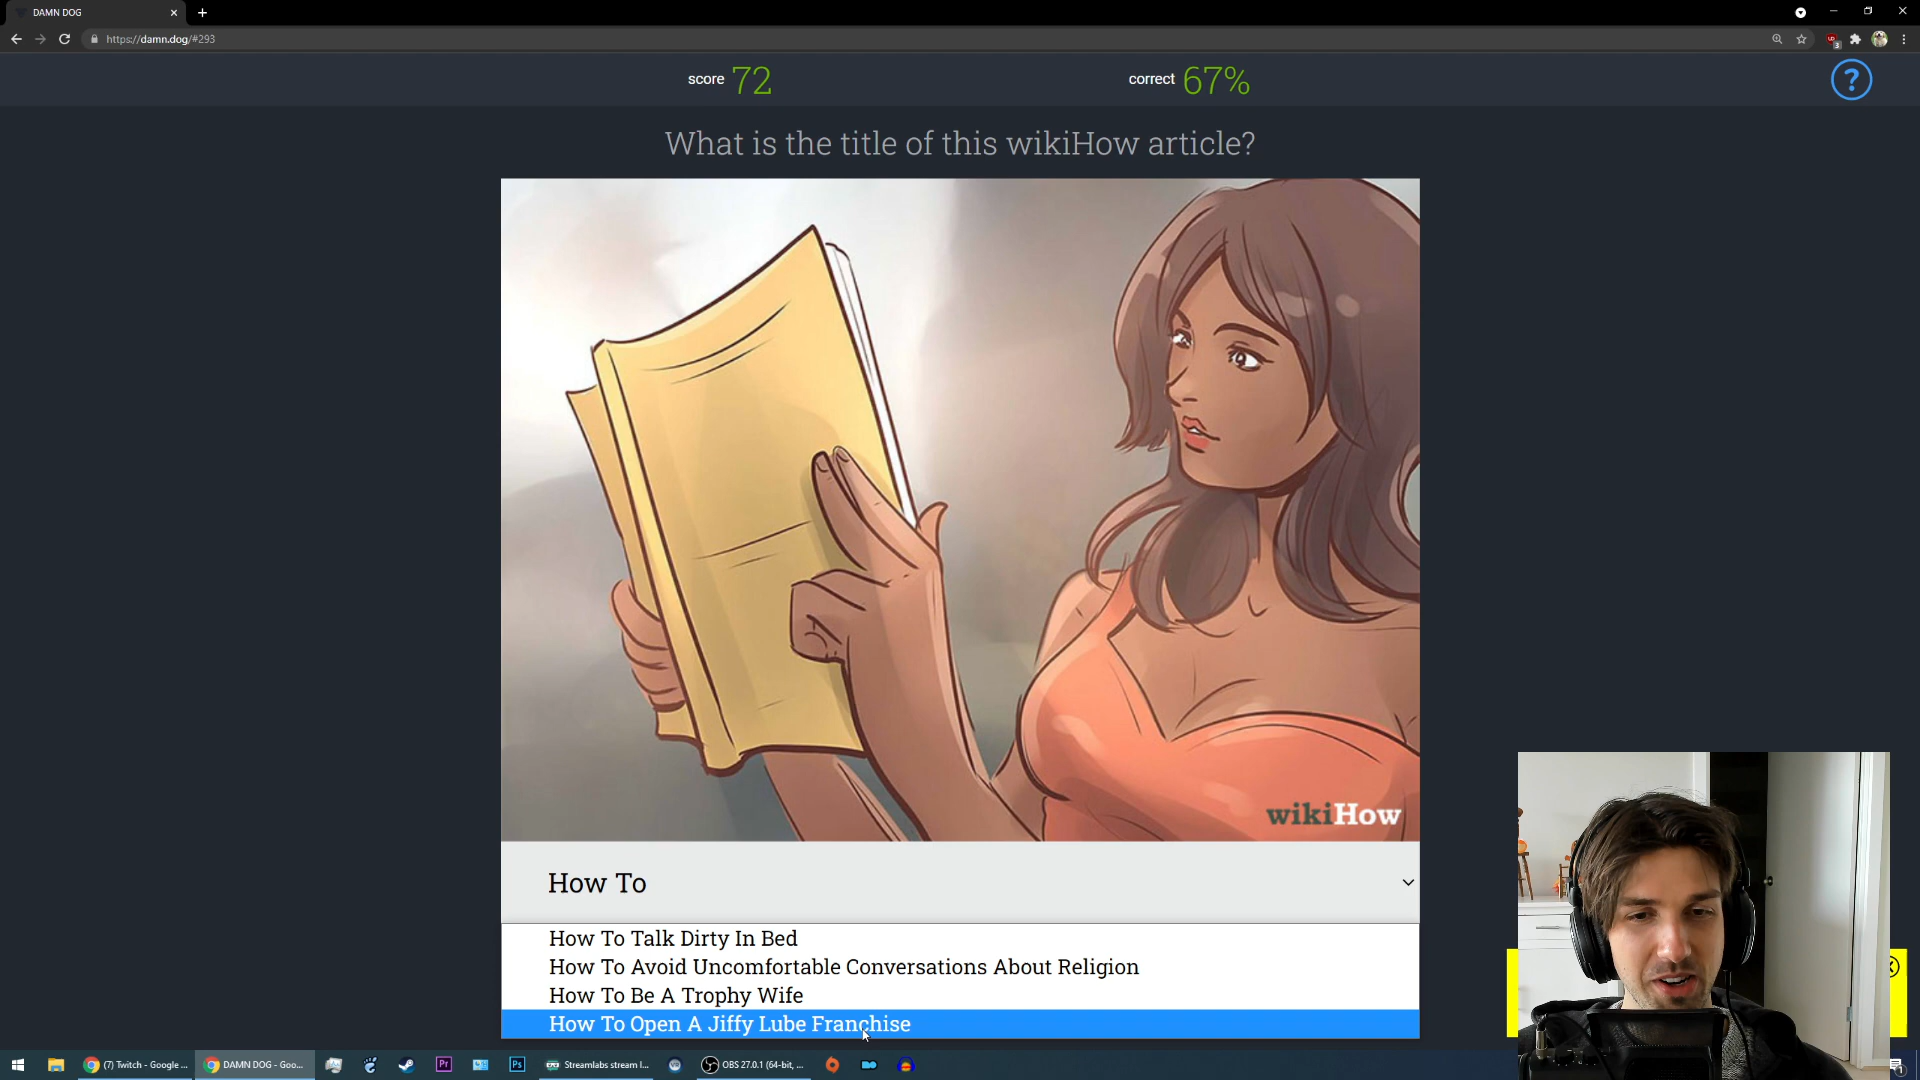 DAMN DOG
https://damn.dog/#293
score 72
correct 67%
?
What is the title of this wikiHow article?
wikiHow
How To
How To Talk Dirty In Bed
How To Avoid Uncomfortable Conversations About Religion
How To Be A Trophy Wife
How To Open A Jiffy Lube Franchise
(7) Twitch - Google ...
DAMN DOG - Goo...
Pr
Ps
Streamlabs stream l...
OBS 27.0.1 (64-bit, ...